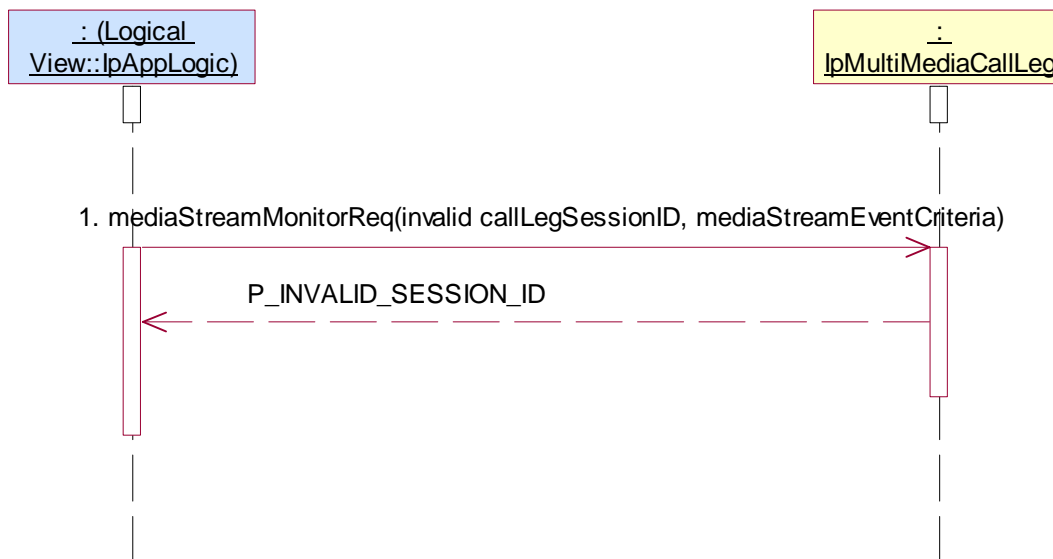 : (Logical
View::IpAppLogic)
:
IpMultiMediaCallLeg
1. mediaStreamMonitorReq(invalid callLegSessionID, mediaStreamEventCriteria)
P_INVALID_SESSION_ID